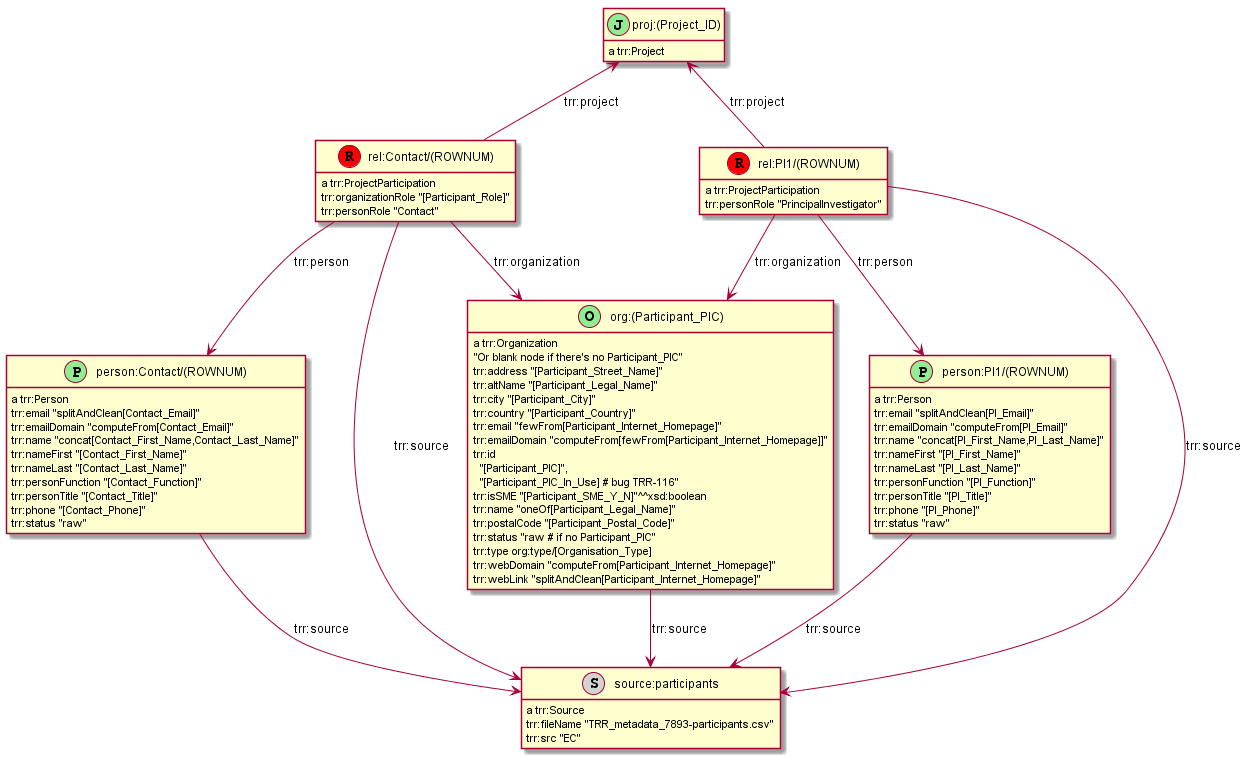 J proj:(Project_ID)
a trr:Project
trr:project
trr:project
R rel:Contact/(ROWNUM)
a trr:ProjectParticipation
trr:organizationRole "[Participant_Role]"
trr:personRole "Contact"
R rel:PI1/(ROWNUM)
a trr:ProjectParticipation
trr:personRole "PrincipalInvestigator"
trr:person
trr:organization
trr:organization
trr:person
P person:Contact/(ROWNUM)
a trr:Person
trr:email "splitAndClean[Contact_Email]"
trr:emailDomain "computeFrom[Contact_Email]"
trr:name "concat[Contact_First_Name,Contact_Last_Name]"
trr:nameFirst "[Contact_First_Name]"
trr:nameLast "[Contact_Last_Name]"
trr:personFunction "[Contact_Function]"
trr:personTitle "[Contact_Title]"
trr:phone "[Contact_Phone]"
trr:status "raw"
trr:source
O org:(Participant_PIC)
a trr:Organization
"Or blank node if there's no Participant_PIC"
trr:address "[Participant_Street_Name]"
trr:altName "[Participant_Legal_Name]"
trr:city "[Participant_City]"
trr:country "[Participant_Country]"
trr:email "fewFrom[Participant_Internet_Homepage]"
trr:emailDomain "computeFrom[fewFrom[Participant_Internet_Homepage]]"
trr:id
"[Participant_PIC]",
"[Participant_PIC_In_Use] # bug TRR-116"
trr:isSME "[Participant_SME_Y_N]"^^xsd:boolean
trr:name "oneOf[Participant_Legal_Name]"
trr:postalCode "[Participant_Postal_Code]"
trr:status "raw # if no Participant_PIC"
trr:type org:type/[Organisation_Type]
trr:webDomain "computeFrom[Participant_Internet_Homepage]"
trr:webLink "splitAndClean[Participant_Internet_Homepage]"
P person:PI1/(ROWNUM)
a trr:Person
trr:email "splitAndClean[PI_Email]"
trr:emailDomain "computeFrom[PI_Email]"
trr:name "concat[PI_First_Name,PI_Last_Name]"
trr:nameFirst "[PI_First_Name]"
trr:nameLast "[PI_Last_Name]"
trr:personFunction "[PI_Function]"
trr:personTitle "[PI_Title]"
trr:phone "[PI_Phone]"
trr:status "raw"
trr:source
trr:source
trr:source
trr:source
S source:participants
a trr:Source
trr:fileName "TRR_metadata_7893-participants.csv"
trr:src "EC"